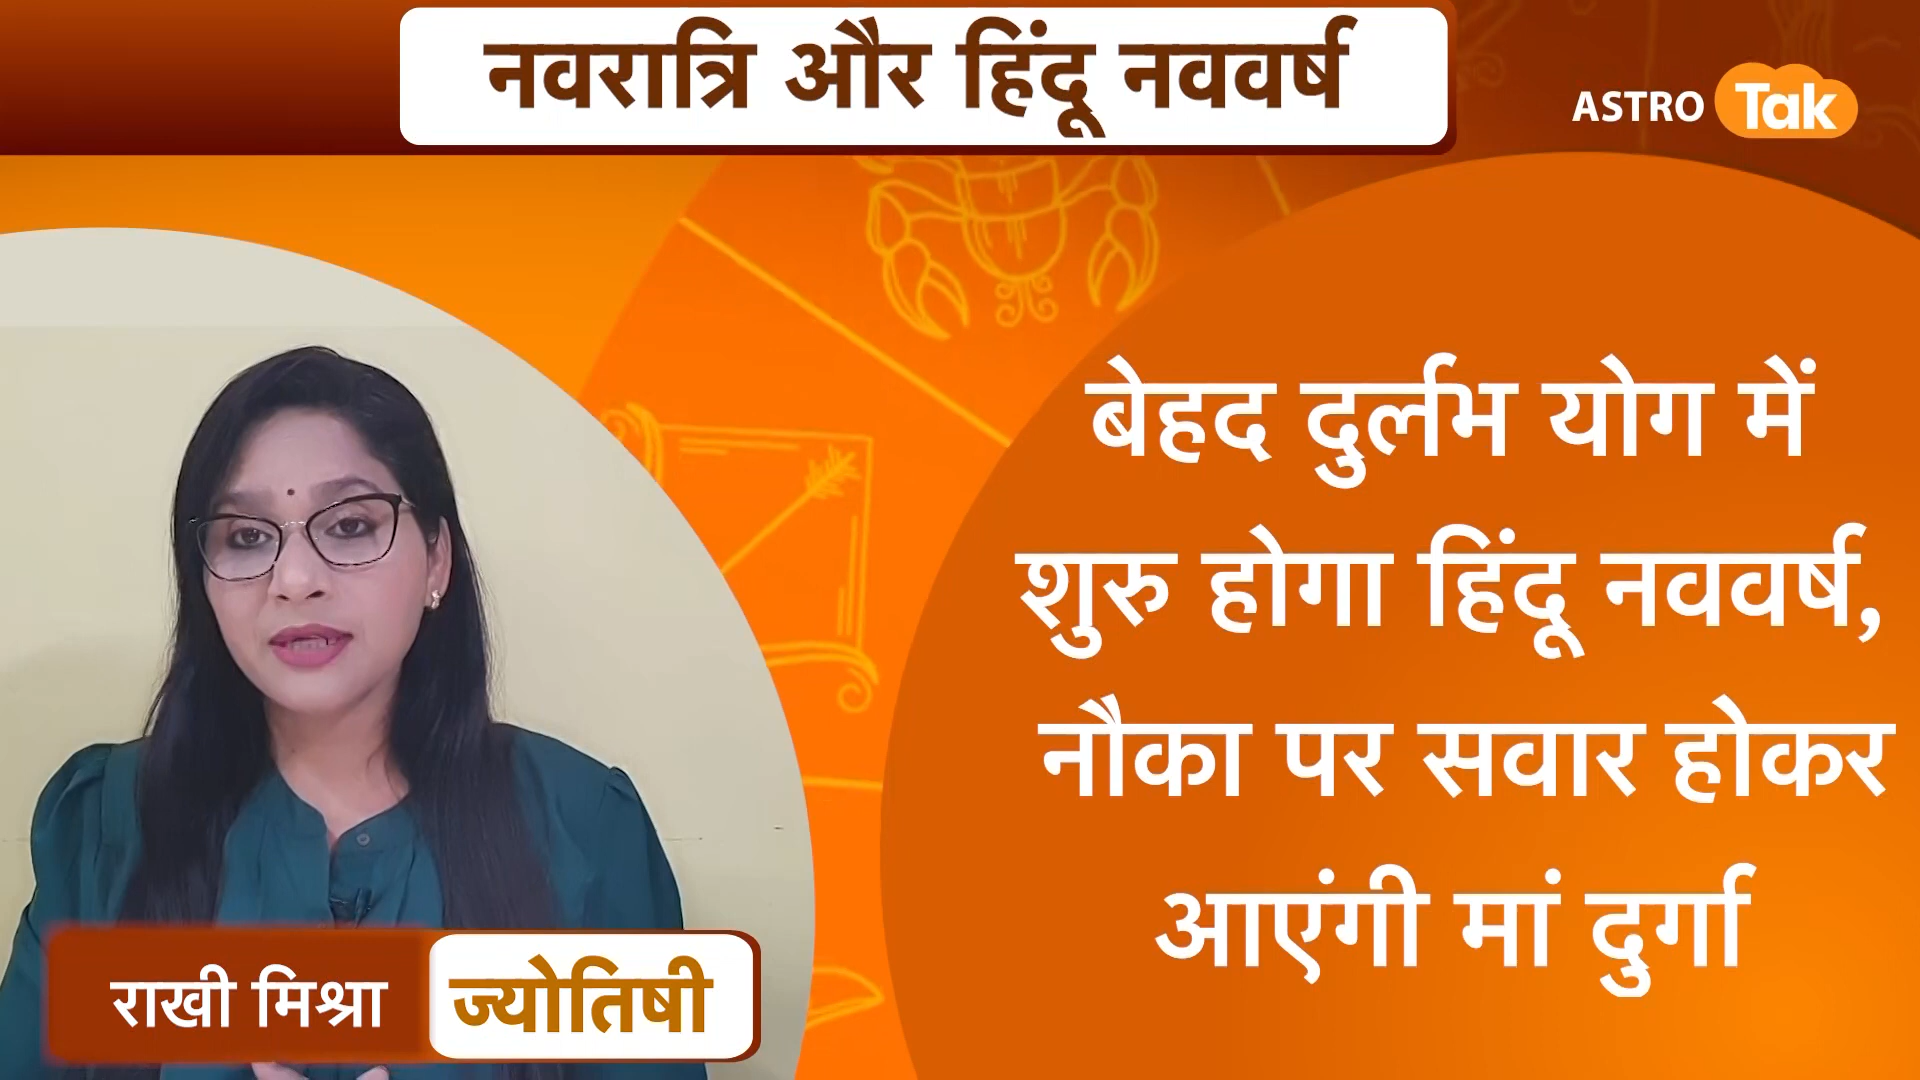 नवरात्रि और हिंदू नववर्ष
ASTRO Tak
बेहद दुर्लभ योग में
शुरु होगा हिंदू नववर्ष,
नौका पर सवार होकर
आएंगी मां दुर्गा
राखी मिश्रा ज्योतिषी